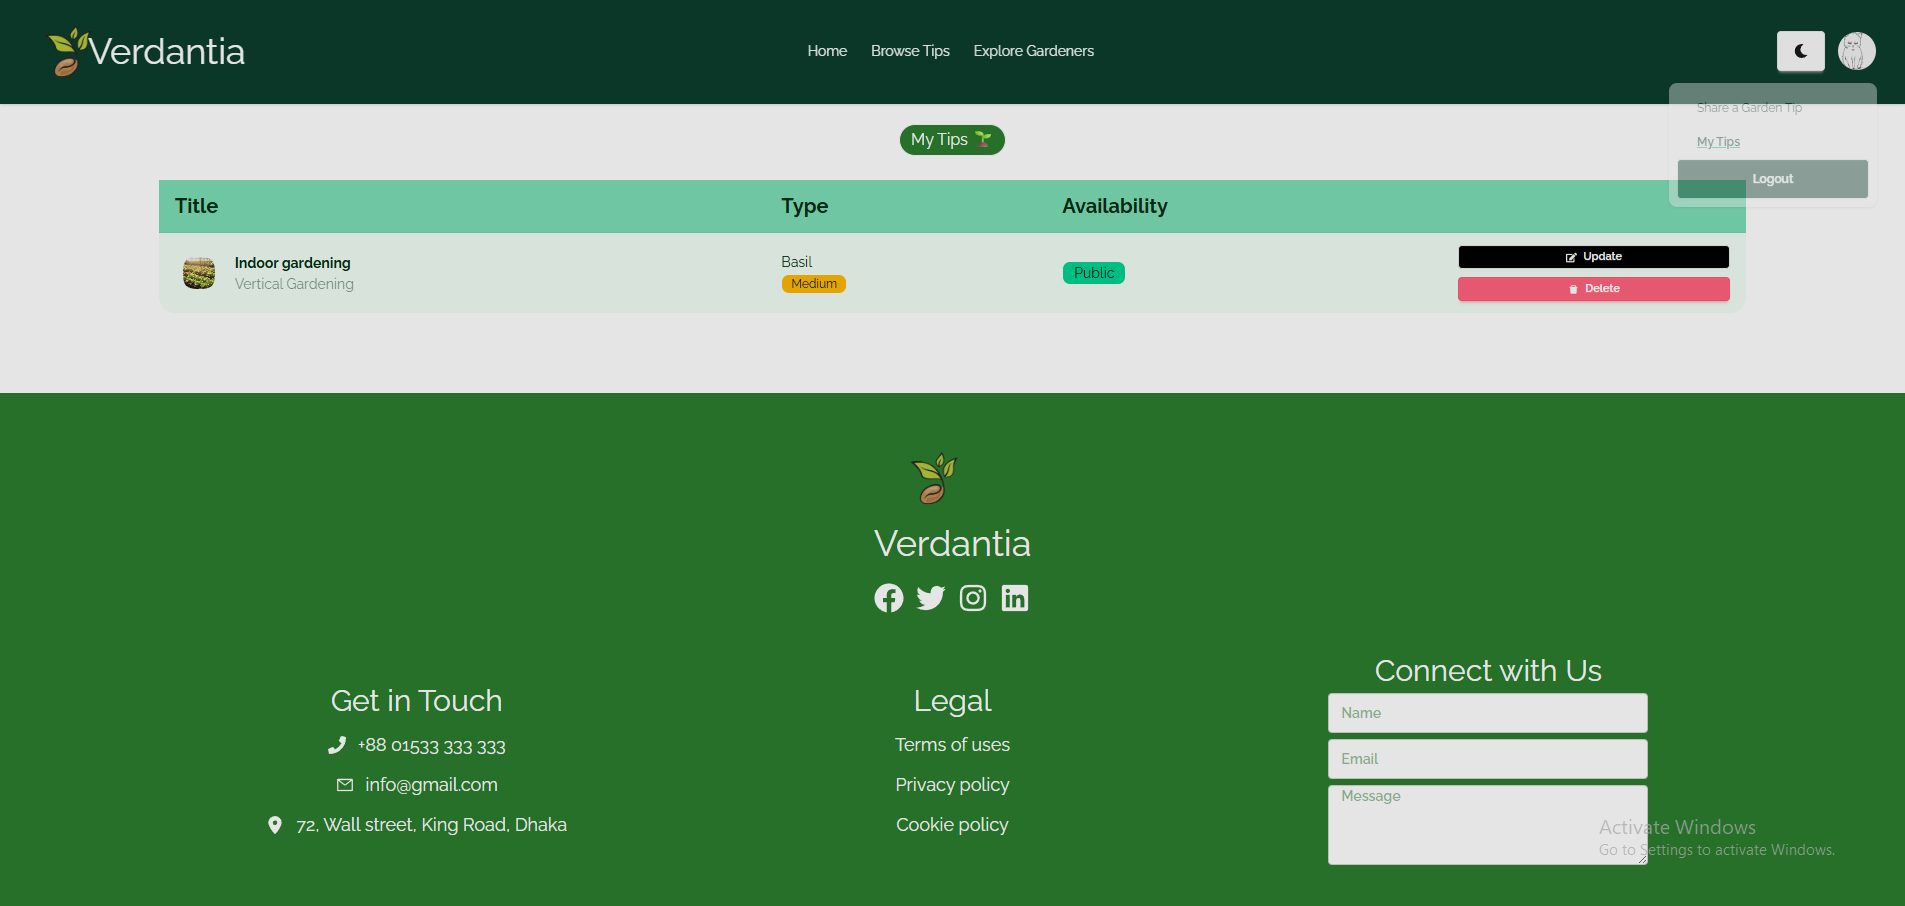 Verdantia
Home Browse Tips Explore Gardeners
Share a Garden Tip
My Tips
Logout
My Tips
Title Type Availability
Indoor gardening
Vertical Gardening
Basil
Medium
Public
Update
Delete
Verdantia
Get in Touch
+88 01533 333 333
info@gmail.com
72, Wall street, King Road, Dhaka
Legal
Terms of uses
Privacy policy
Cookie policy
Connect with Us
Name
Email
Message
Activate Windows
Go to Settings to activate Windows.